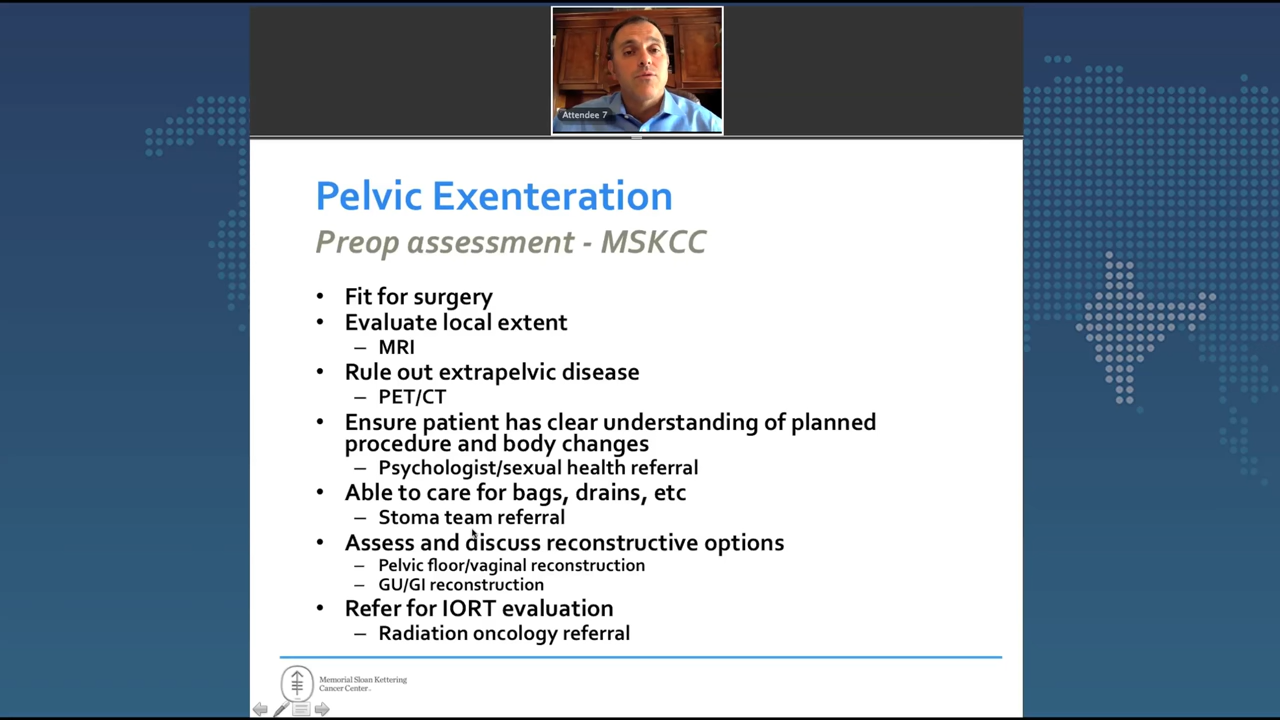 Attendee 7
Pelvic Exenteration
Preop assessment - MSKCC
• Fit for surgery
• Evaluate local extent
– MRI
• Rule out extrapelvic disease
– PET/CT
• Ensure patient has clear understanding of planned
procedure and body changes
– Psychologist/sexual health referral
• Able to care for bags, drains, etc
– Stoma team referral
• Assess and discuss reconstructive options
– Pelvic floor/vaginal reconstruction
– GU/GI reconstruction
• Refer for IORT evaluation
– Radiation oncology referral
Memorial Sloan Kettering
Cancer Center